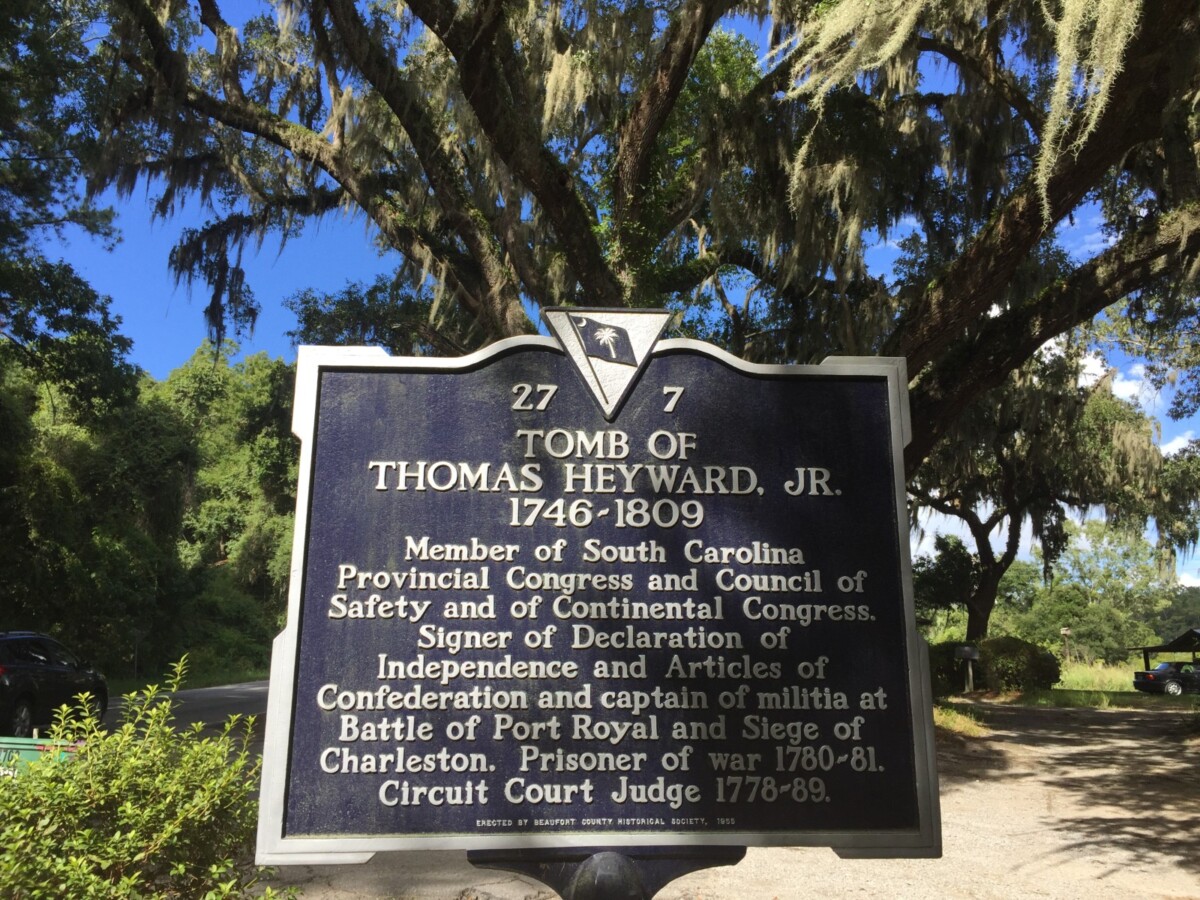 27 7
TOMB OF
THOMAS HEYWARD, JR.
1746-1809
Member of South Carolina
Provincial Congress and Council of
Safety and of Continental Congress.
Signer of Declaration of
Independence and Articles of
Confederation and captain of militia at
Battle of Port Royal and Siege of
Charleston. Prisoner of war 1780-81.
Circuit Court Judge 1778-89.
ERECTED BY BEAUFORT COUNTY HISTORICAL SOCIETY, 1955